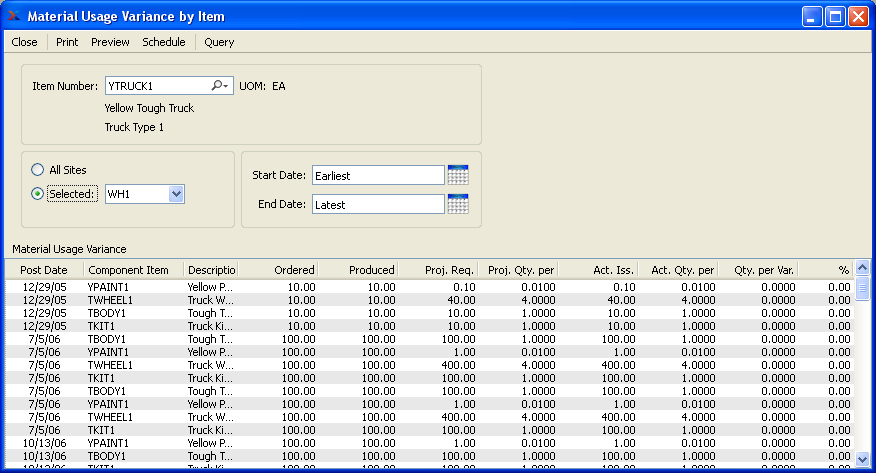 Material Usage Variance by Item
Close Print Preview Schedule Query
Item Number: YTRUCK1 UOM: EA
Yellow Tough Truck
Truck Type 1
All Sites
Selected: WH1
Start Date: Earliest
End Date: Latest
Material Usage Variance
Post Date Component Item Descriptio Ordered Produced Proj. Req. Proj. Qty. per Act. Iss. Act. Qty. per Qty. per Var. %
12/29/05 YPAINT1 Yellow P... 10.00 10.00 0.10 0.0100 0.10 0.0100 0.0000 0.00
12/29/05 TWHEEL1 Truck W... 10.00 10.00 40.00 4.0000 40.00 4.0000 0.0000 0.00
12/29/05 TBODY1 Tough T... 10.00 10.00 10.00 1.0000 10.00 1.0000 0.0000 0.00
12/29/05 TKIT1 Truck Ki... 10.00 10.00 10.00 1.0000 10.00 1.0000 0.0000 0.00
7/5/06 TBODY1 Tough T... 100.00 100.00 100.00 1.0000 100.00 1.0000 0.0000 0.00
7/5/06 YPAINT1 Yellow P... 100.00 100.00 1.00 0.0100 1.00 0.0100 0.0000 0.00
7/5/06 TWHEEL1 Truck W... 100.00 100.00 400.00 4.0000 400.00 4.0000 0.0000 0.00
7/5/06 TKIT1 Truck Ki... 100.00 100.00 100.00 1.0000 100.00 1.0000 0.0000 0.00
7/5/06 TBODY1 Tough T... 100.00 100.00 100.00 1.0000 100.00 1.0000 0.0000 0.00
7/5/06 YPAINT1 Yellow P... 100.00 100.00 1.00 0.0100 1.00 0.0100 0.0000 0.00
7/5/06 TWHEEL1 Truck W... 100.00 100.00 400.00 4.0000 400.00 4.0000 0.0000 0.00
7/5/06 TKIT1 Truck Ki... 100.00 100.00 100.00 1.0000 100.00 1.0000 0.0000 0.00
10/13/06 YPAINT1 Yellow P... 100.00 100.00 1.00 0.0100 1.00 0.0100 0.0000 0.00
10/13/06 TBODY1 Tough T... 100.00 100.00 100.00 1.0000 100.00 1.0000 0.0000 0.00